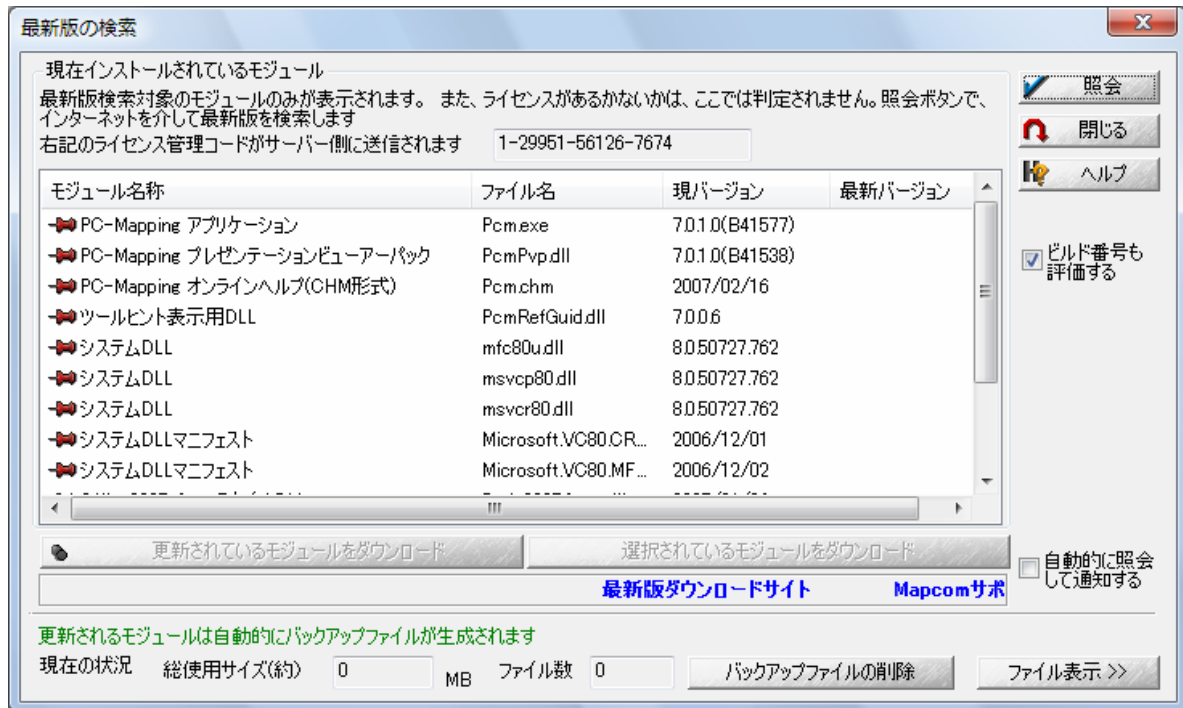 最新版の検索
現在インストールされているモジュール
最新版検索対象のモジュールのみが表示されます。 また、ライセンスがあるかないかは、ここでは判定されません。照会ボタンで、
インターネットを介して最新版を検索します
右記のライセンス管理コードがサーバー側に送信されます 1-29951-56126-7674
照会
閉じる
ヘルプ
モジュール名称 ファイル名 現バージョン 最新バージョン
PC-Mapping アプリケーション Pcm.exe 7.0.1.0(B41577)
PC-Mapping プレゼンテーションビューアーパック PcmPvp.dll 7.0.1.0(B41538)
PC-Mapping オンラインヘルプ(CHM形式) Pcm.chm 2007/02/16
ツールヒント表示用DLL PcmRefGuid.dll 7.0.0.6
システムDLL mfc80u.dll 8.0.50727.762
システムDLL msvcp80.dll 8.0.50727.762
システムDLL msvcr80.dll 8.0.50727.762
システムDLLマニフェスト Microsoft.VC80.CR... 2006/12/01
システムDLLマニフェスト Microsoft.VC80.MF... 2006/12/02
ビルド番号も
評価する
更新されているモジュールをダウンロード 選択されているモジュールをダウンロード
自動的に照会
して通知する
最新版ダウンロードサイト Mapcomサポ
更新されるモジュールは自動的にバックアップファイルが生成されます
現在の状況 総使用サイズ(約) 0 MB ファイル数 0 バックアップファイルの削除 ファイル表示 >>